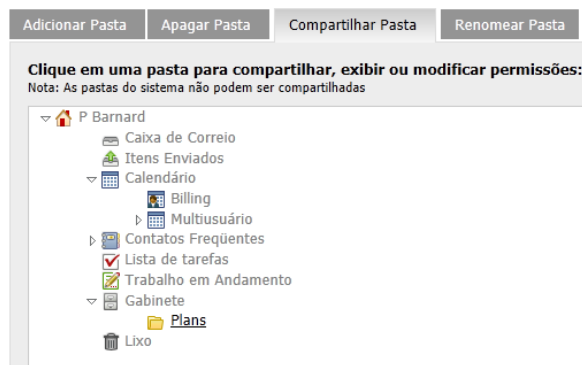 Adicionar Pasta Apagar Pasta Compartilhar Pasta Renomear Pasta
Clique em uma pasta para compartilhar, exibir ou modificar permissões:
Nota: As pastas do sistema não podem ser compartilhadas
P Barnard
Caixa de Correio
Itens Enviados
Calendário
Billing
Multiusuário
Contatos Freqüentes
Lista de tarefas
Trabalho em Andamento
Gabinete
Plans
Lixo